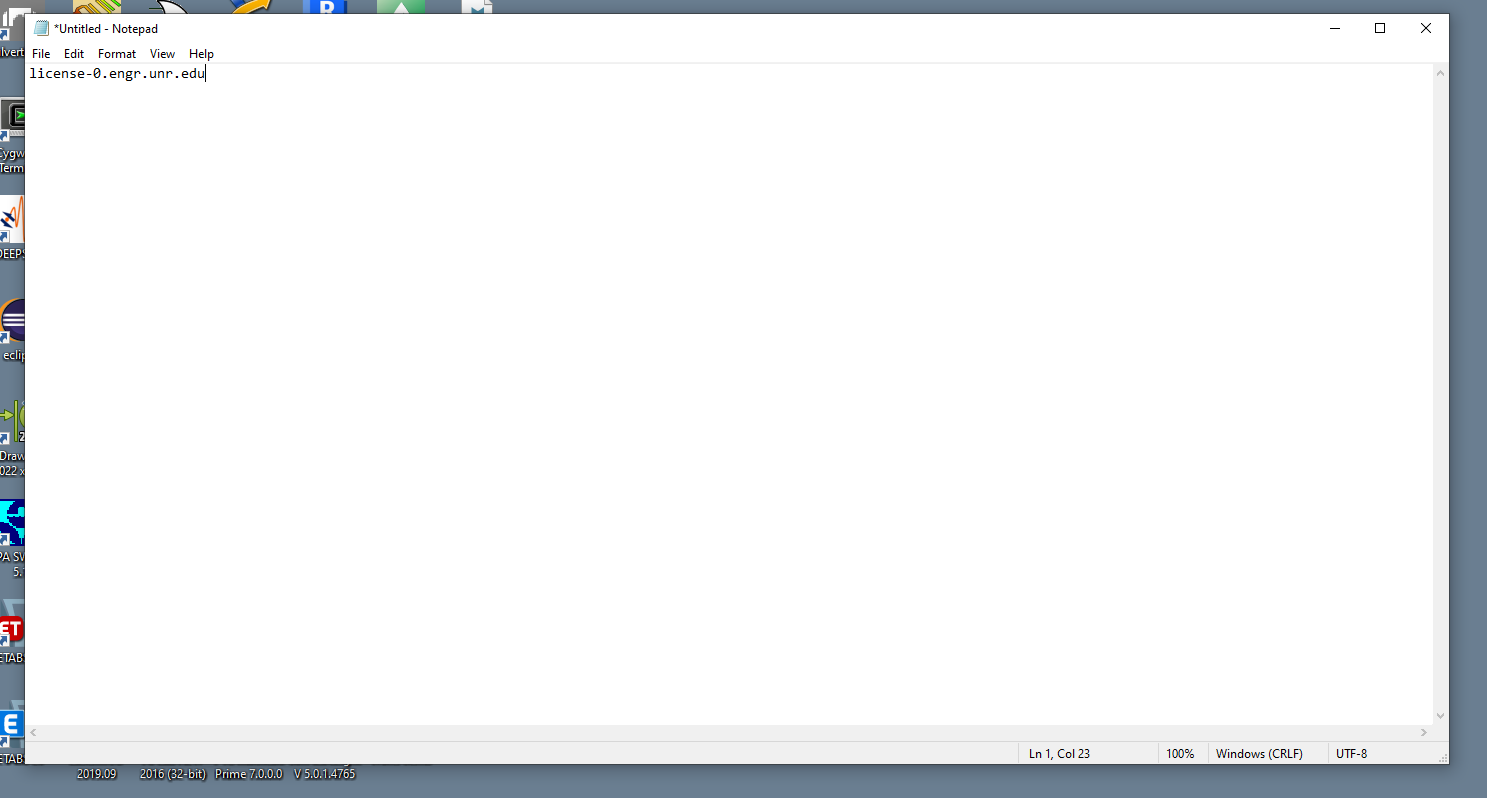 *Untitled - Notepad
File Edit Format View Help
license-0.engr.unr.edu
R
lvert
Cygw
Term
DEEPS
eclip
Draw
022 x
PA SW
5.
ET
ETAB
E
ETAB
Ln 1, Col 23 100% Windows (CRLF) UTF-8
2019.09 2016 (32-bit) Prime 7.0.0.0 V 5.0.1.4765